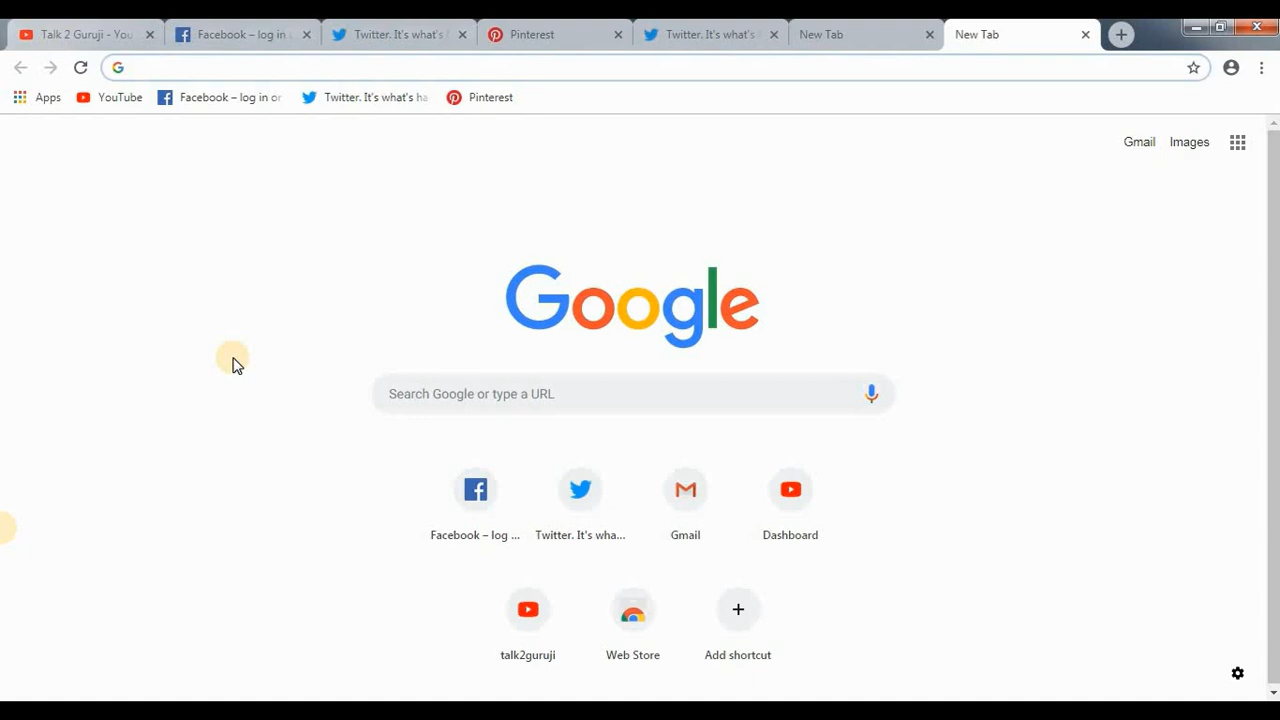 Talk 2 Guruji - You
Facebook – log in
Twitter. It's what's
Pinterest
Twitter. It's what's
New Tab
New Tab
Apps
YouTube
Facebook – log in or
Twitter. It's what's ha
Pinterest
Gmail
Images
Google
Search Google or type a URL
Facebook – log ...
Twitter. It's wha...
Gmail
Dashboard
talk2guruji
Web Store
Add shortcut